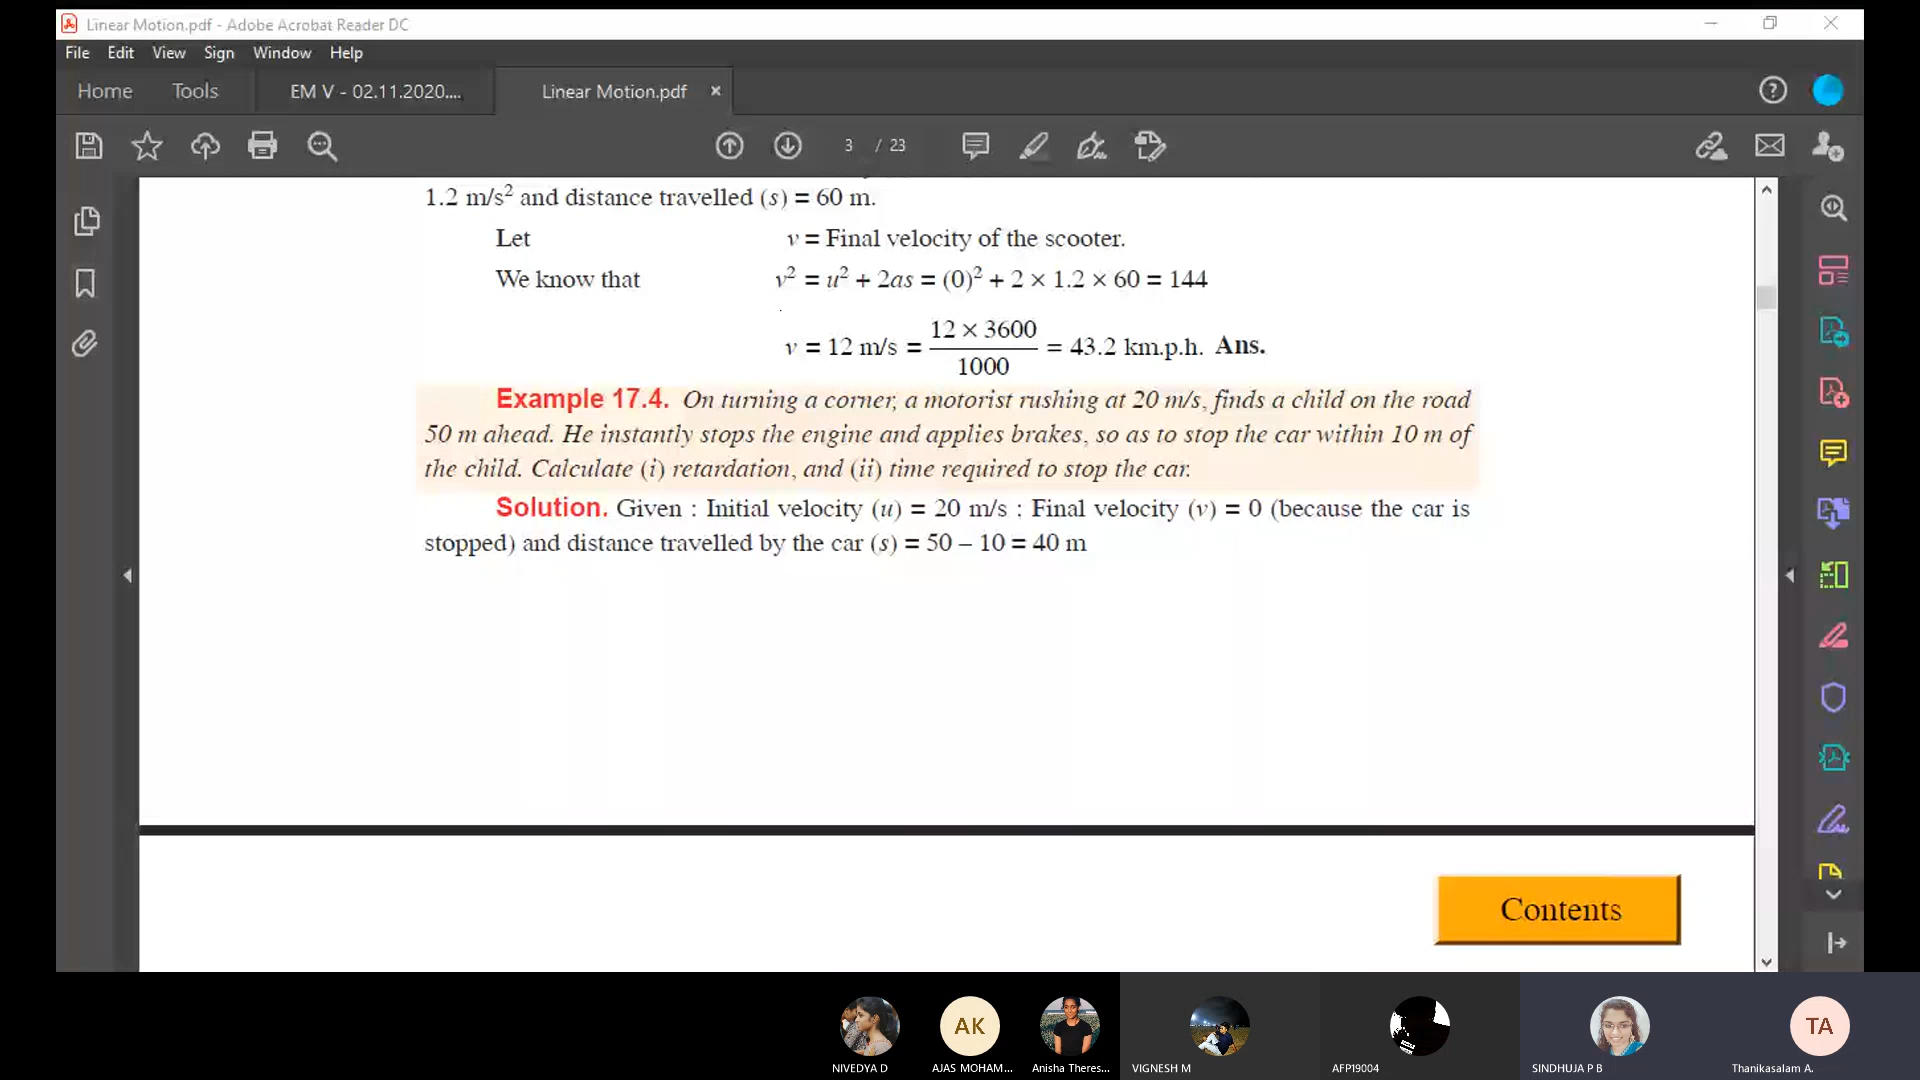 Linear Motion.pdf - Adobe Acrobat Reader DC
File Edit View Sign Window Help
Home Tools EM V - 02.11.2020.... Linear Motion.pdf ×
3 / 23
1.2 m/s² and distance travelled (s) = 60 m.
Let v = Final velocity of the scooter.
We know that v² = u² + 2as = (0)² + 2 × 1.2 × 60 = 144
v = 12 m/s = 12 × 3600 / 1000 = 43.2 km.p.h. Ans.
Example 17.4. On turning a corner, a motorist rushing at 20 m/s, finds a child on the road
50 m ahead. He instantly stops the engine and applies brakes, so as to stop the car within 10 m of
the child. Calculate (i) retardation, and (ii) time required to stop the car.
Solution. Given : Initial velocity (u) = 20 m/s : Final velocity (v) = 0 (because the car is
stopped) and distance travelled by the car (s) = 50 – 10 = 40 m
Contents
AK TA
NIVEDYA D AJAS MOHAM... Anisha Theres... VIGNESH M AFP19004 SINDHUJA P B Thanikasalam A.